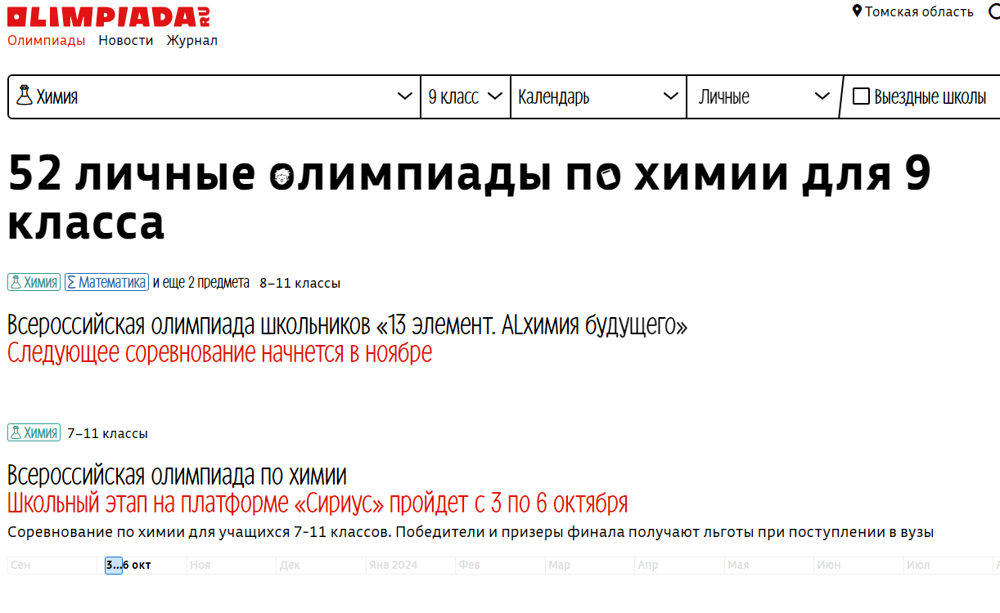 OLIMPIADA.RU
Томская область
Олимпиады Новости Журнал
Химия 9 класс Календарь Личные Выездные школы
52 личные олимпиады по химии для 9
класса
Химия Математика и еще 2 предмета 8–11 классы
Всероссийская олимпиада школьников «13 элемент. ALхимия будущего»
Следующее соревнование начнется в ноябре
Химия 7–11 классы
Всероссийская олимпиада по химии
Школьный этап на платформе «Сириус» пройдет с 3 по 6 октября
Соревнование по химии для учащихся 7-11 классов. Победители и призеры финала получают льготы при поступлении в вузы
Сен 3...6 окт Ноя Дек Янв 2024 Фев Мар Апр Мая Июн Июл